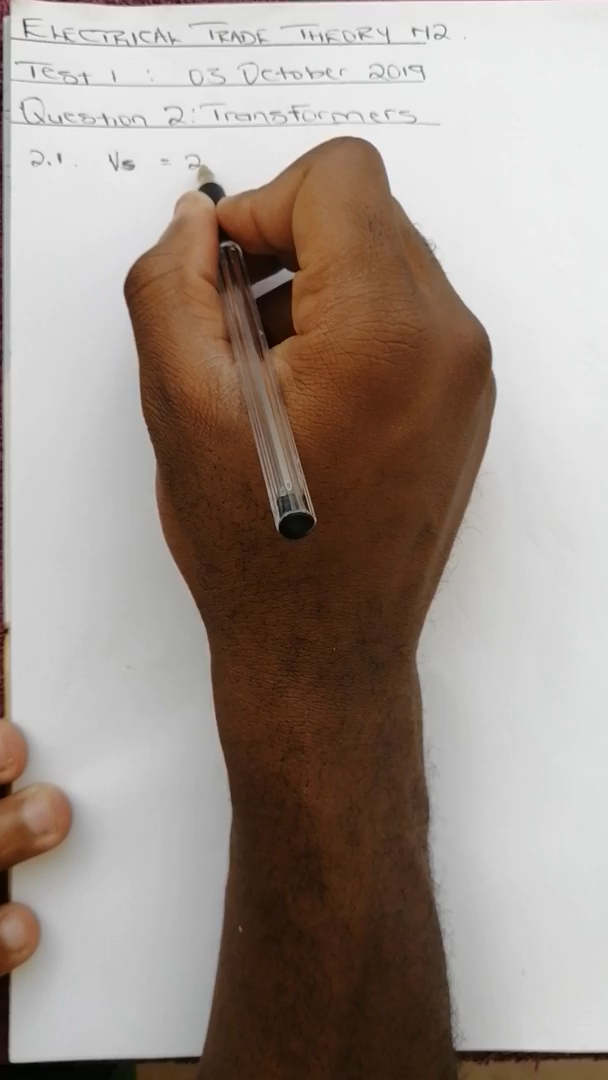 ELECTRICAL TRADE THEORY N2.
Test 1 : 03 October 2019
Question 2: Transformers
2.1. Vs = 2